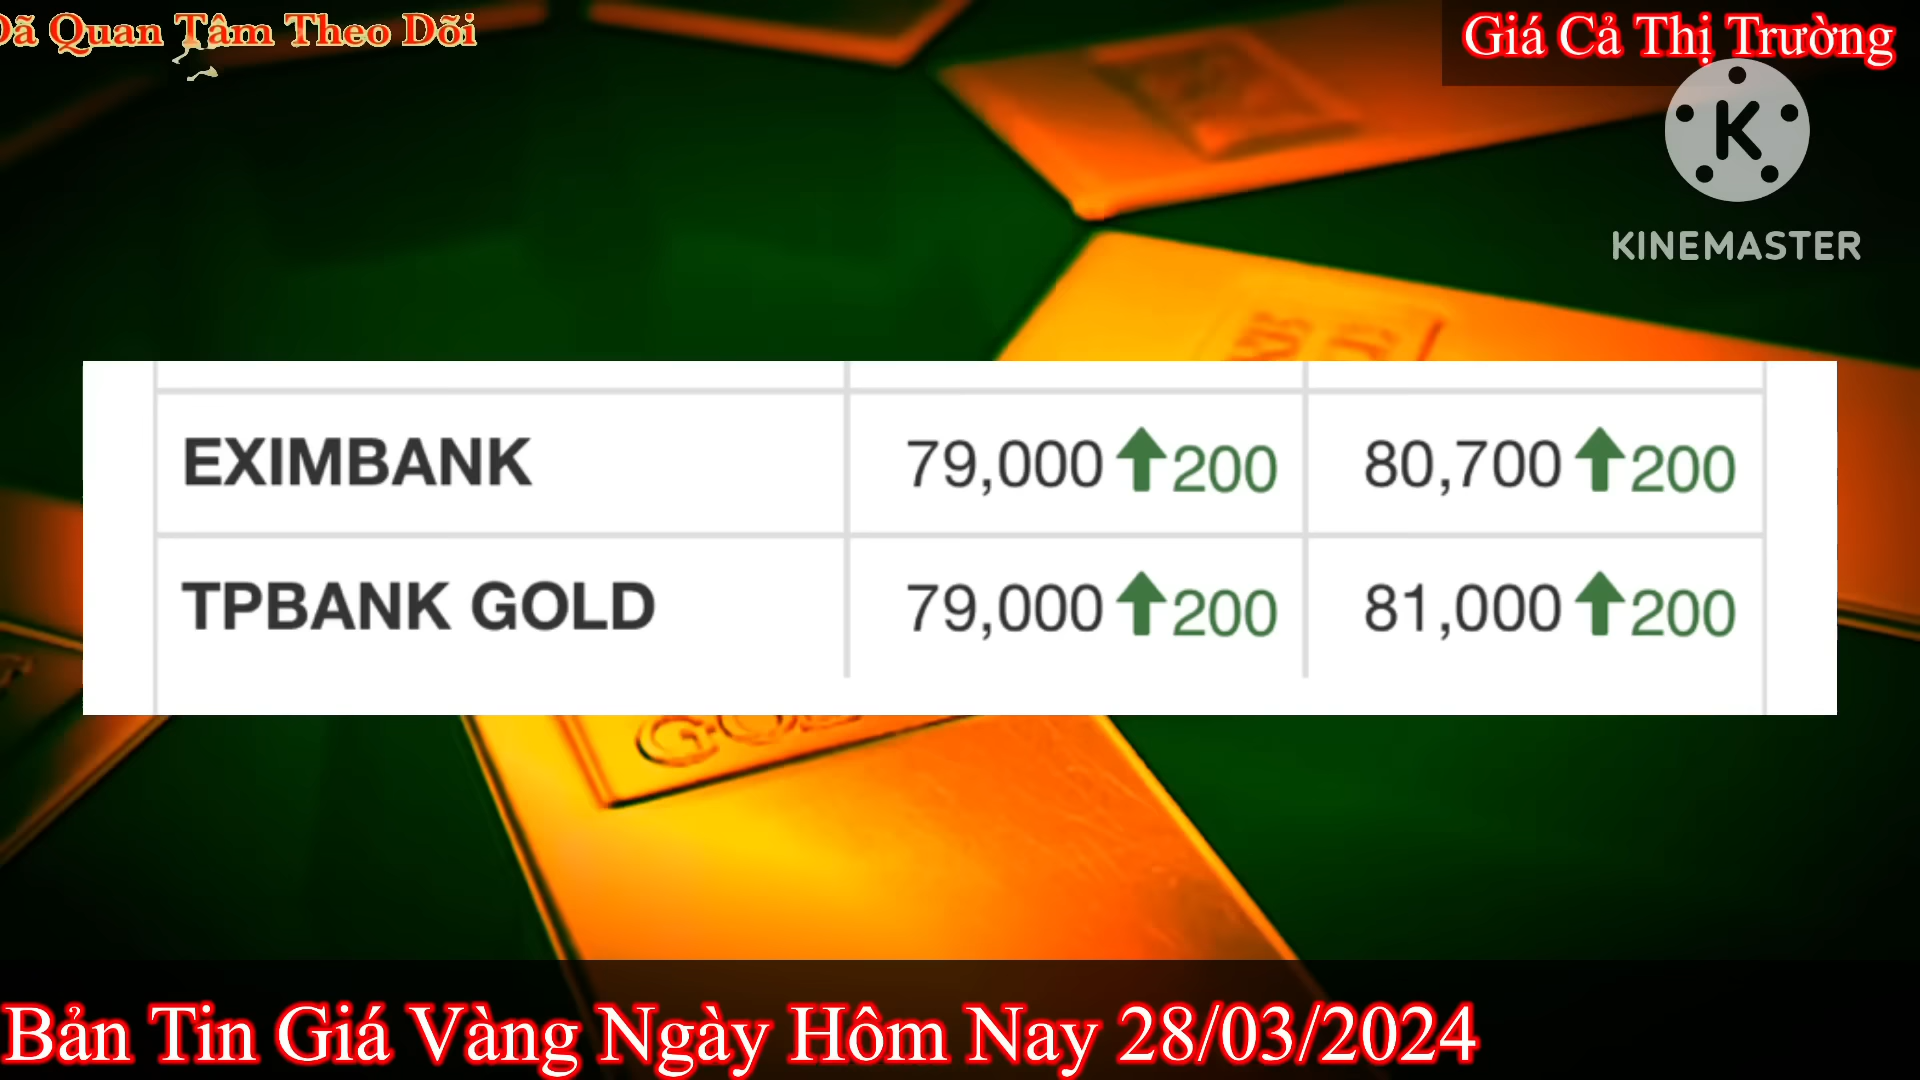 Quan Tâm Theo Dõi
Giá Cả Thị Trường
K
KINEMASTER
EXIMBANK 79,000 200 80,700 200
TPBANK GOLD 79,000 200 81,000 200
Bản Tin Giá Vàng Ngày Hôm Nay 28/03/2024